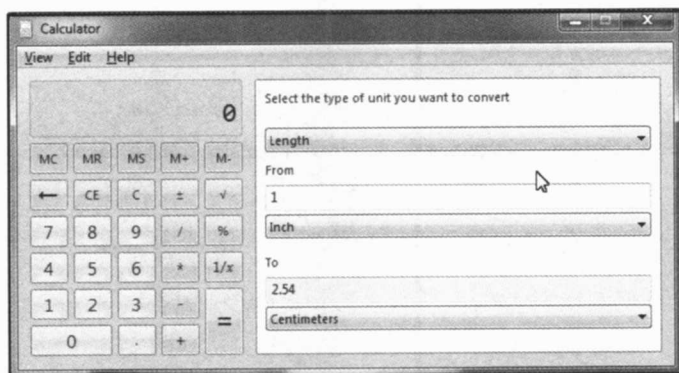 Calculator
View Edit Help
0
MC MR MS M+ M-
← CE C ± √
7 8 9 / %
4 5 6 * 1/x
1 2 3 - =
0 . +
Select the type of unit you want to convert
Length
From
1
Inch
To
2.54
Centimeters